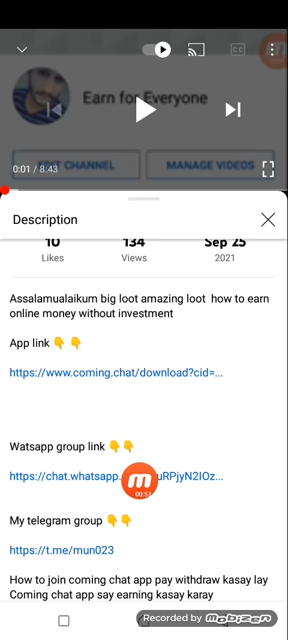 Earn for Everyone
EDIT CHANNEL
MANAGE VIDEOS
0:01 / 8:43
Description
10 134 Sep 25
Likes Views 2021
Assalamualaikum big loot amazing loot how to earn
online money without investment
App link 👇 👇
https://www.coming.chat/download?cid=...
Watsapp group link 👇👇
https://chat.whatsapp. uRPjyN2IOz...
00:53
My telegram group 👇👇
https://t.me/mun023
How to join coming chat app pay withdraw kasay lay
Coming chat app say earning kasay karay
Recorded by Mobizen